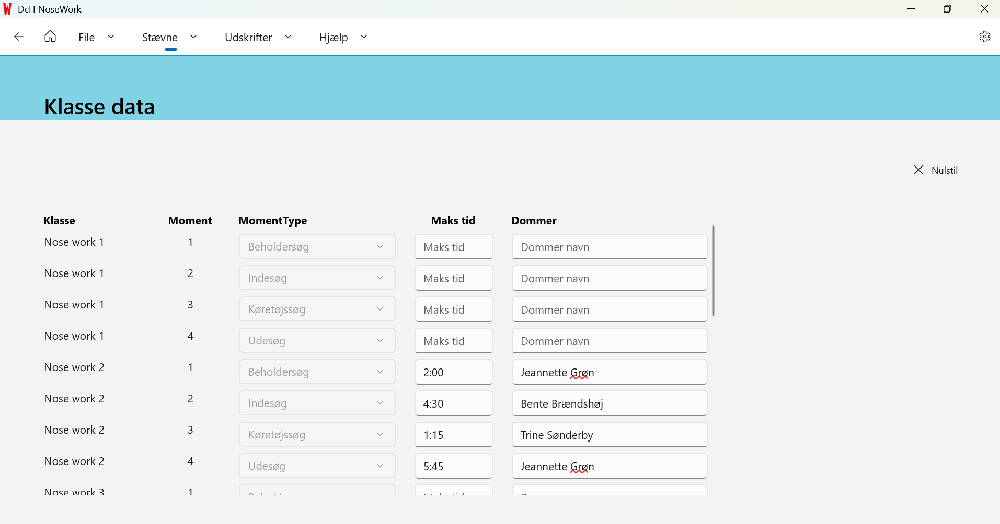 DcH NoseWork
File Stævne Udskrifter Hjælp
Klasse data
Nulstil
Klasse Moment MomentType Maks tid Dommer
Nose work 1 1 Beholdersøg Maks tid Dommer navn
Nose work 1 2 Indesøg Maks tid Dommer navn
Nose work 1 3 Køretøjssøg Maks tid Dommer navn
Nose work 1 4 Udesøg Maks tid Dommer navn
Nose work 2 1 Beholdersøg 2:00 Jeannette Grøn
Nose work 2 2 Indesøg 4:30 Bente Brændshøj
Nose work 2 3 Køretøjssøg 1:15 Trine Sønderby
Nose work 2 4 Udesøg 5:45 Jeannette Grøn
Nose work 3 1